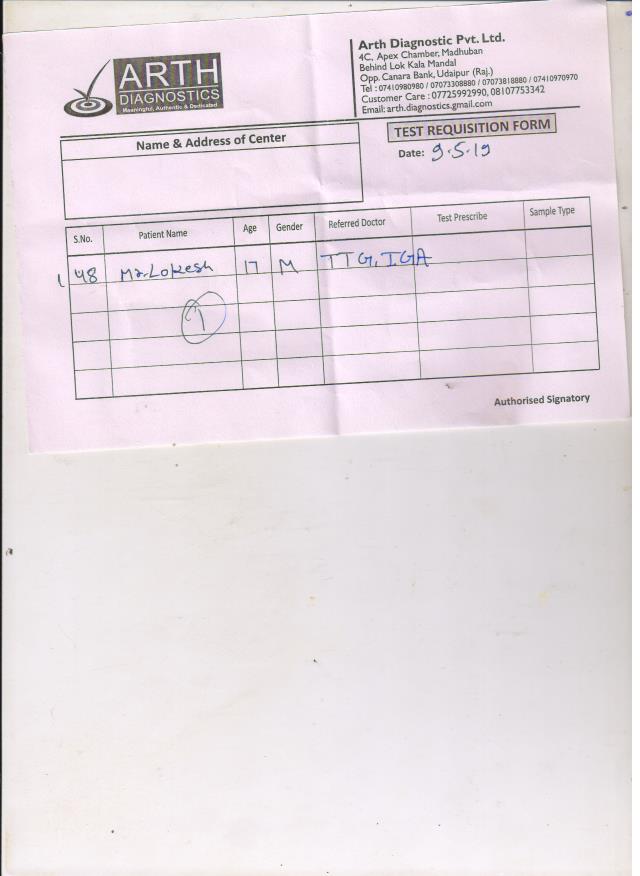 ARTH
DIAGNOSTICS
Meaningful, Authentic & Dedicated
Arth Diagnostic Pvt. Ltd.
4C, Apex Chamber, Madhuban
Behind Lok Kala Mandal
Opp. Canara Bank, Udaipur (Raj.)
Tel : 07410980980 / 07073308880 / 07073818880 / 07410970970
Customer Care : 07725992990, 08107753342
Email: arth.diagnostics.gmail.com
Name & Address of Center
TEST REQUISITION FORM
Date: 9.5.19
S.No. Patient Name Age Gender Referred Doctor Test Prescribe Sample Type
48 Mr. Lokesh 17 M TTG, IGA
1
Authorised Signatory